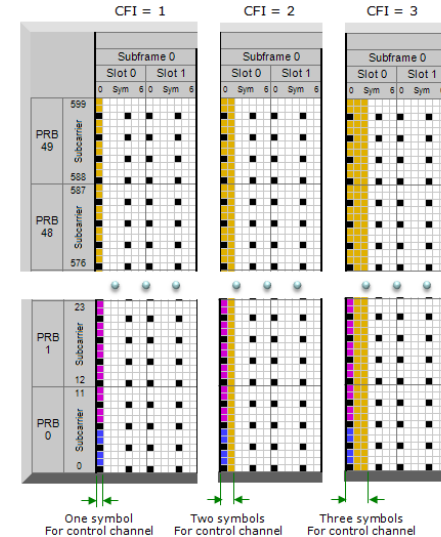 CFI = 1 CFI = 2 CFI = 3
Subframe 0 Subframe 0 Subframe 0
Slot 0 Slot 1 Slot 0 Slot 1 Slot 0 Slot 1
0 Sym 6 0 Sym 6 0 Sym 6 0 Sym 6 0 Sym 6 0 Sym 6
599
PRB
49
Subcarrier
588
587
PRB
48
Subcarrier
576
23
PRB
1
Subcarrier
12
11
PRB
0
Subcarrier
0
One symbol Two symbols Three symbols
For control channel For control channel For control channel